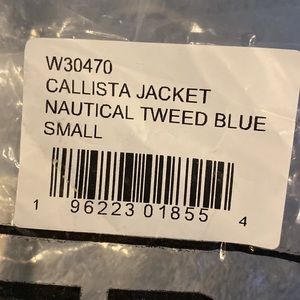 W30470
CALLISTA JACKET
NAUTICAL TWEED BLUE
SMALL
1 96223 01855 4